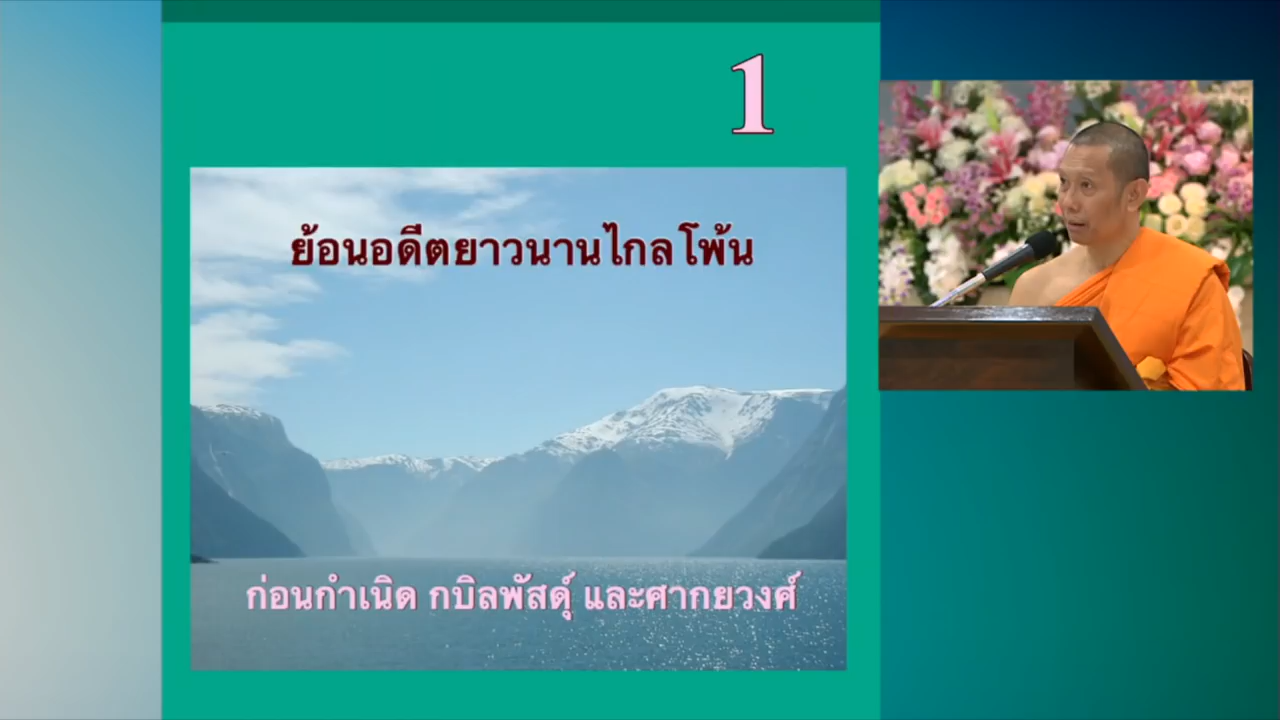 1
ย้อนอดีตยาวนานไกลโพ้น
ก่อนกำเนิด กบิลพัสดุ์ และศากยวงศ์